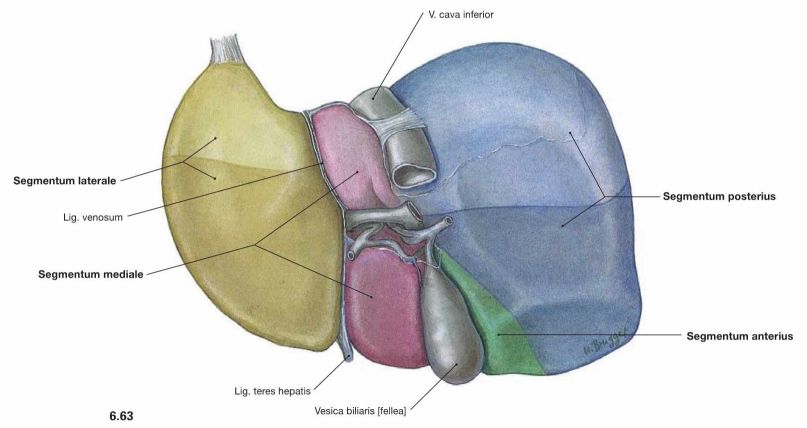 V. cava inferior
Segmentum laterale
Segmentum posterius
Lig. venosum
Segmentum mediale
Segmentum anterius
Lig. teres hepatis
Vesica biliaris [fellea]
6.63